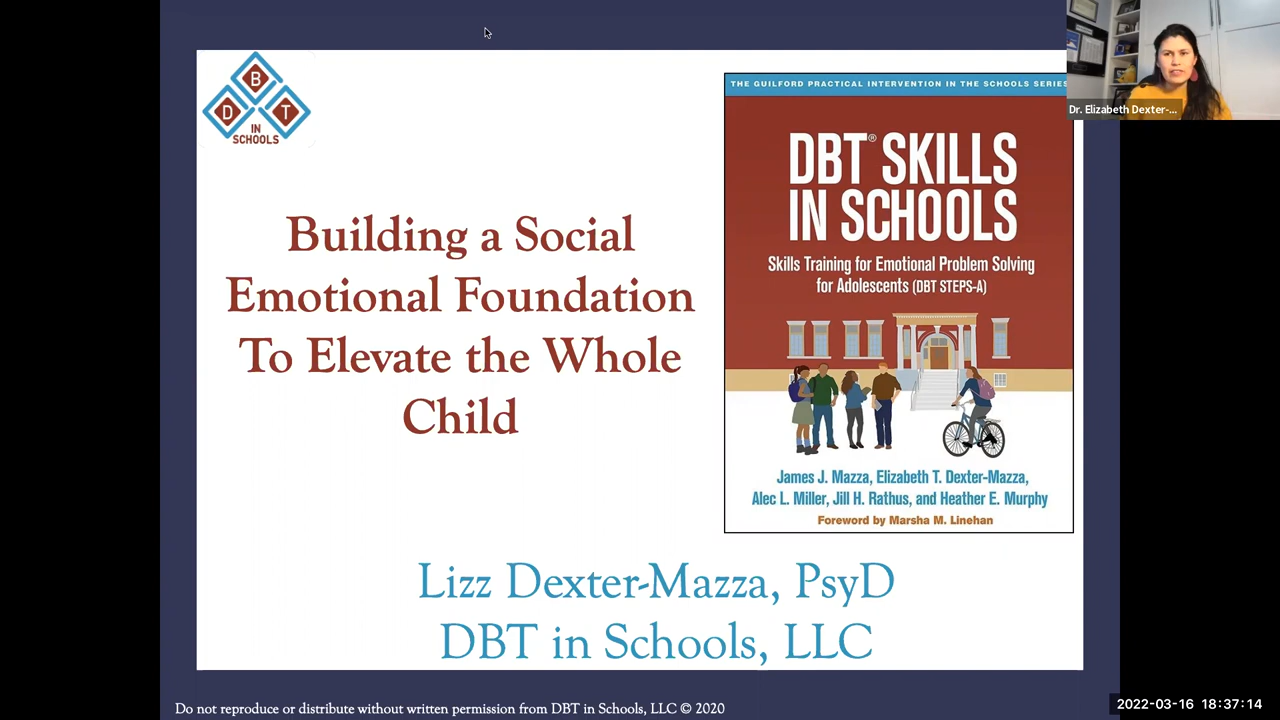 B
D T
IN
SCHOOLS
Building a Social
Emotional Foundation
To Elevate the Whole
Child
THE GUILFORD PRACTICAL INTERVENTION IN THE SCHOOLS SERIES
DBT® SKILLS
IN SCHOOLS
Skills Training for Emotional Problem Solving
for Adolescents (DBT STEPS-A)
James J. Mazza, Elizabeth T. Dexter-Mazza,
Alec L. Miller, Jill H. Rathus, and Heather E. Murphy
Foreword by Marsha M. Linehan
Dr. Elizabeth Dexter-...
Lizz Dexter-Mazza, PsyD
DBT in Schools, LLC
Do not reproduce or distribute without written permission from DBT in Schools, LLC © 2020
2022-03-16 18:37:14